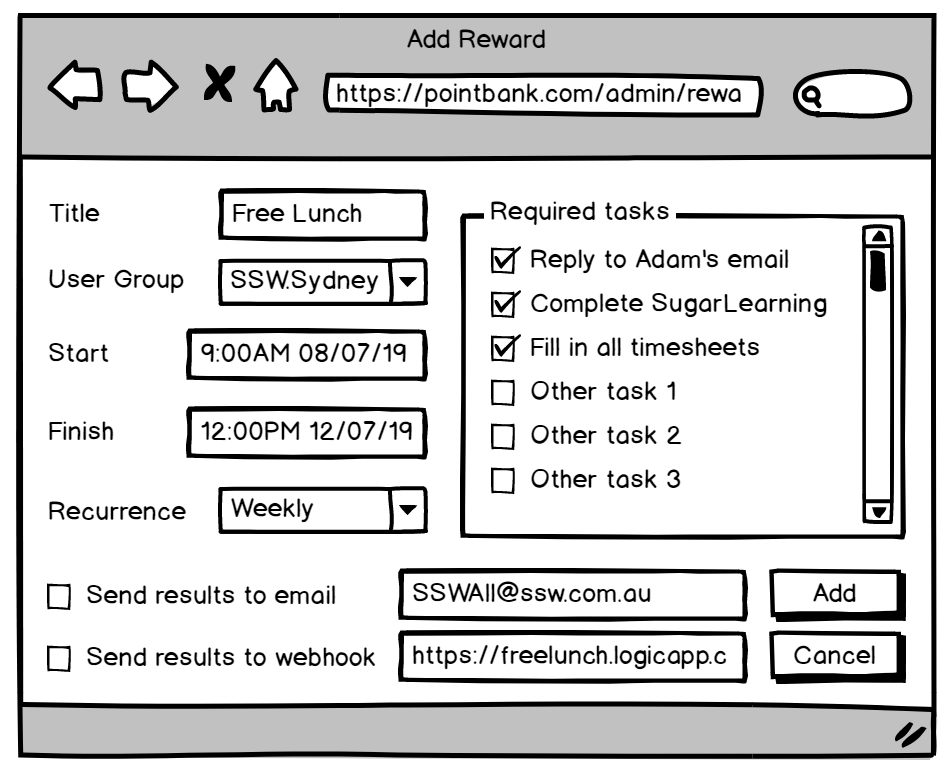 Add Reward
https://pointbank.com/admin/rewa
Title
Free Lunch
User Group
SSW.Sydney
Start
9:00AM 08/07/19
Finish
12:00PM 12/07/19
Recurrence
Weekly
Required tasks
Reply to Adam's email
Complete SugarLearning
Fill in all timesheets
Other task 1
Other task 2
Other task 3
Send results to email
SSWAll@ssw.com.au
Add
Send results to webhook
https://freelunch.logicapp.c
Cancel